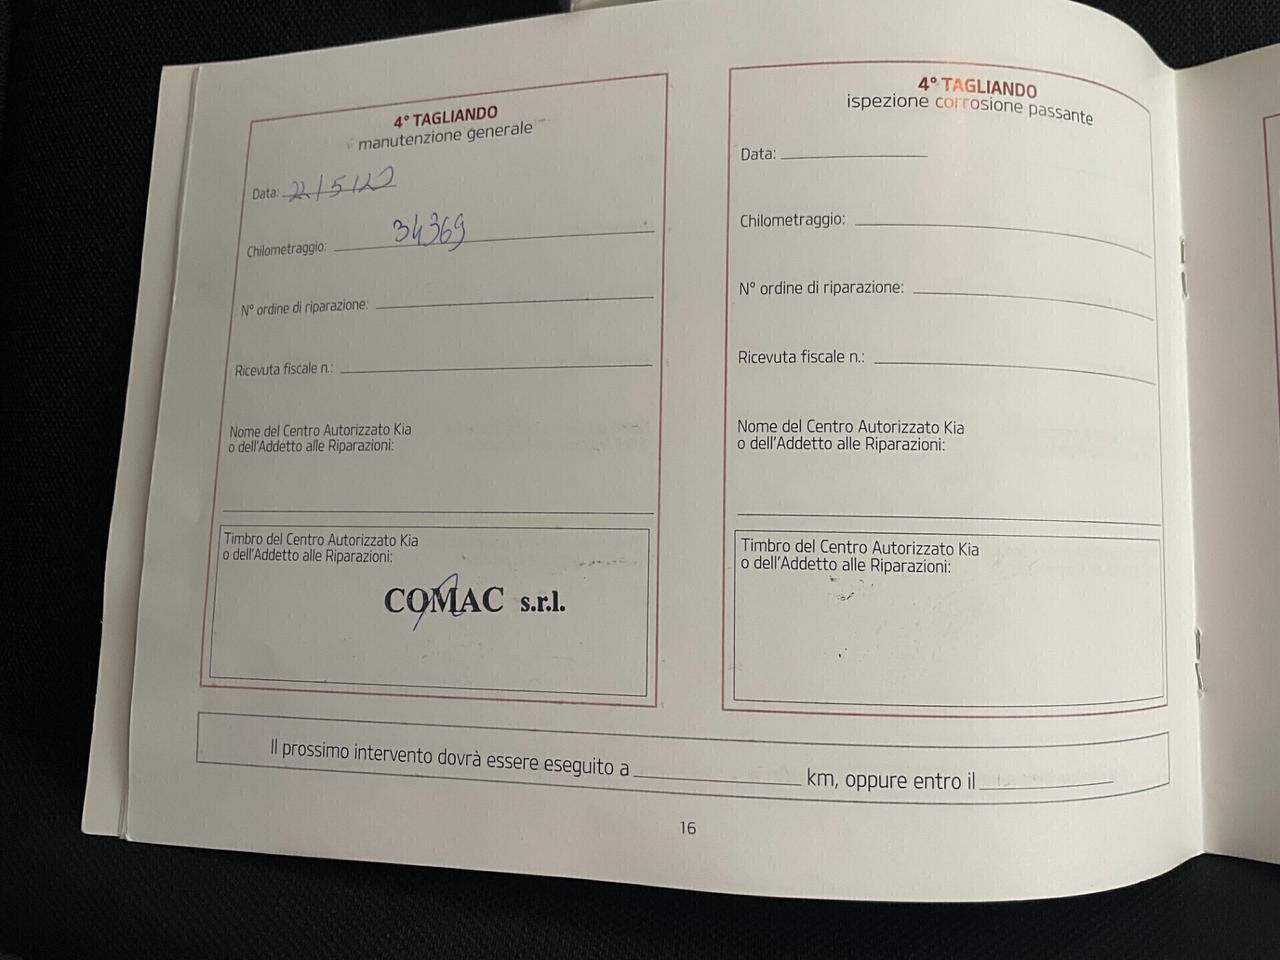 4° TAGLIANDO
manutenzione generale
Data:
Chilometraggio: 34369
N° ordine di riparazione:
Ricevuta fiscale n.:
Nome del Centro Autorizzato Kia
o dell'Addetto alle Riparazioni:
Timbro del Centro Autorizzato Kia
o dell'Addetto alle Riparazioni:
COMAC s.r.l.
4° TAGLIANDO
ispezione corrosione passante
Data:
Chilometraggio:
N° ordine di riparazione:
Ricevuta fiscale n.:
Nome del Centro Autorizzato Kia
o dell'Addetto alle Riparazioni:
Timbro del Centro Autorizzato Kia
o dell'Addetto alle Riparazioni:
Il prossimo intervento dovrà essere eseguito a km, oppure entro il
16